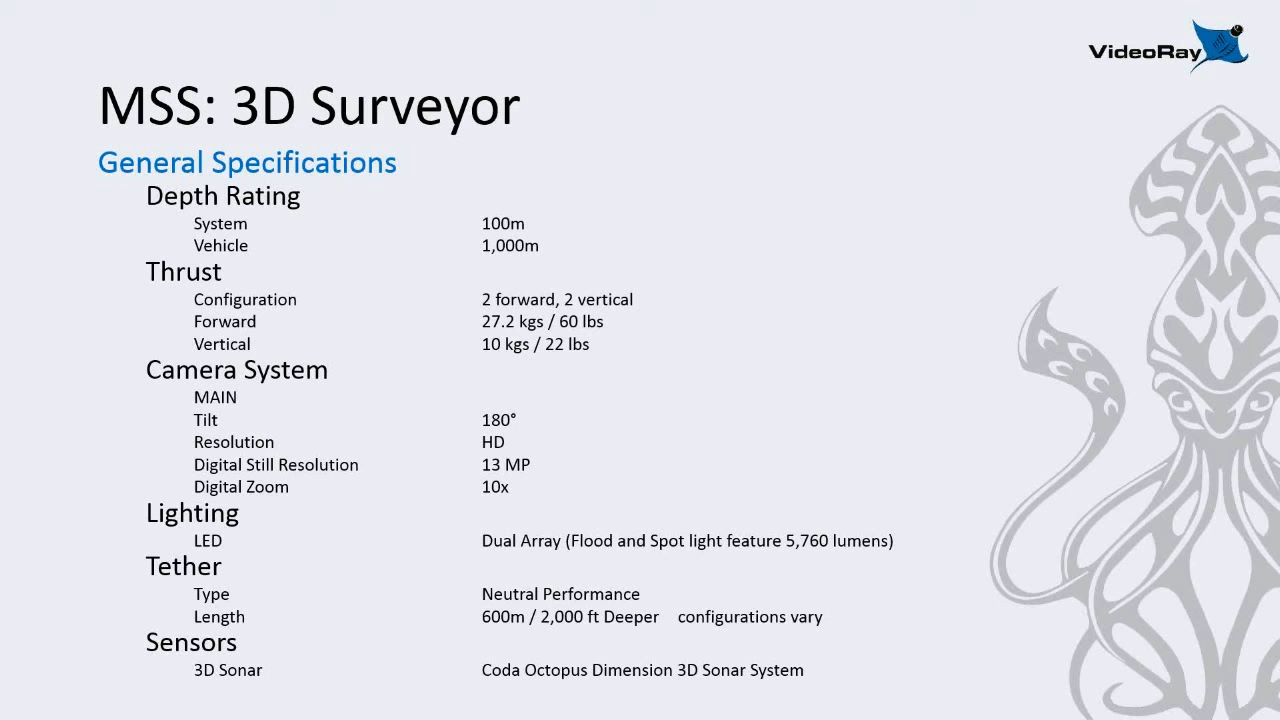 VideoRay
MSS: 3D Surveyor
General Specifications
Depth Rating
System 100m
Vehicle 1,000m
Thrust
Configuration 2 forward, 2 vertical
Forward 27.2 kgs / 60 lbs
Vertical 10 kgs / 22 lbs
Camera System
MAIN
Tilt 180°
Resolution HD
Digital Still Resolution 13 MP
Digital Zoom 10x
Lighting
LED Dual Array (Flood and Spot light feature 5,760 lumens)
Tether
Type Neutral Performance
Length 600m / 2,000 ft Deeper configurations vary
Sensors
3D Sonar Coda Octopus Dimension 3D Sonar System